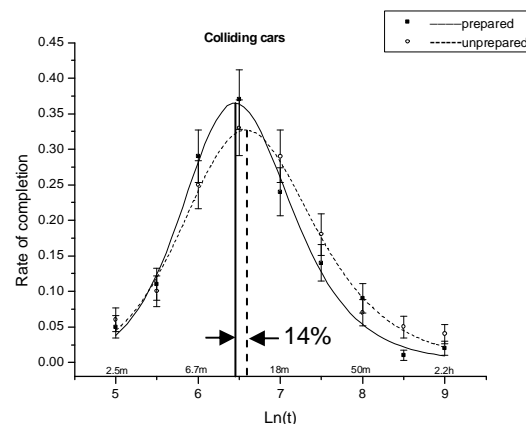 prepared
unprepared
Colliding cars
Rate of completion
0.45
0.40
0.35
0.30
0.25
0.20
0.15
0.10
0.05
0.00
14%
2.5m 6.7m 18m 50m 2.2h
5 6 7 8 9
Ln(t)